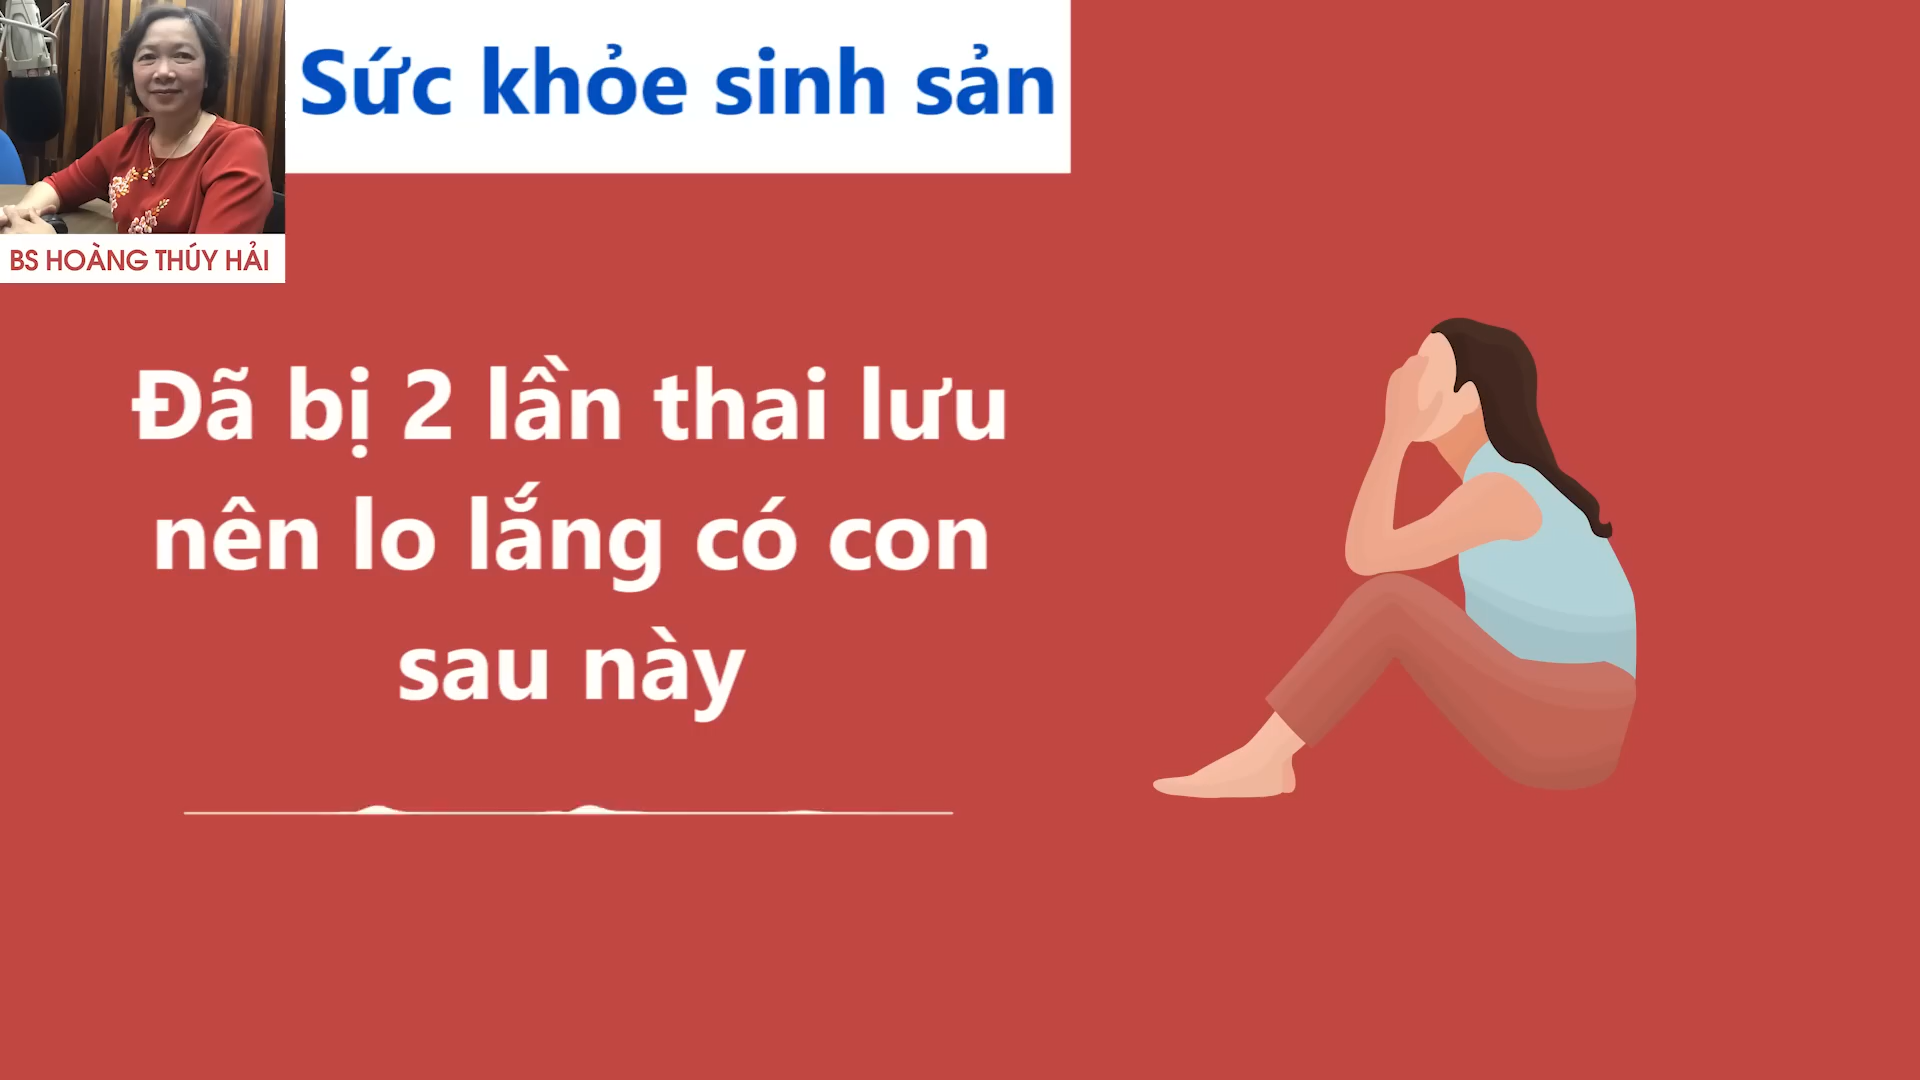 Sức khỏe sinh sản
BS HOÀNG THÚY HẢI
Đã bị 2 lần thai lưu
nên lo lắng có con
sau này